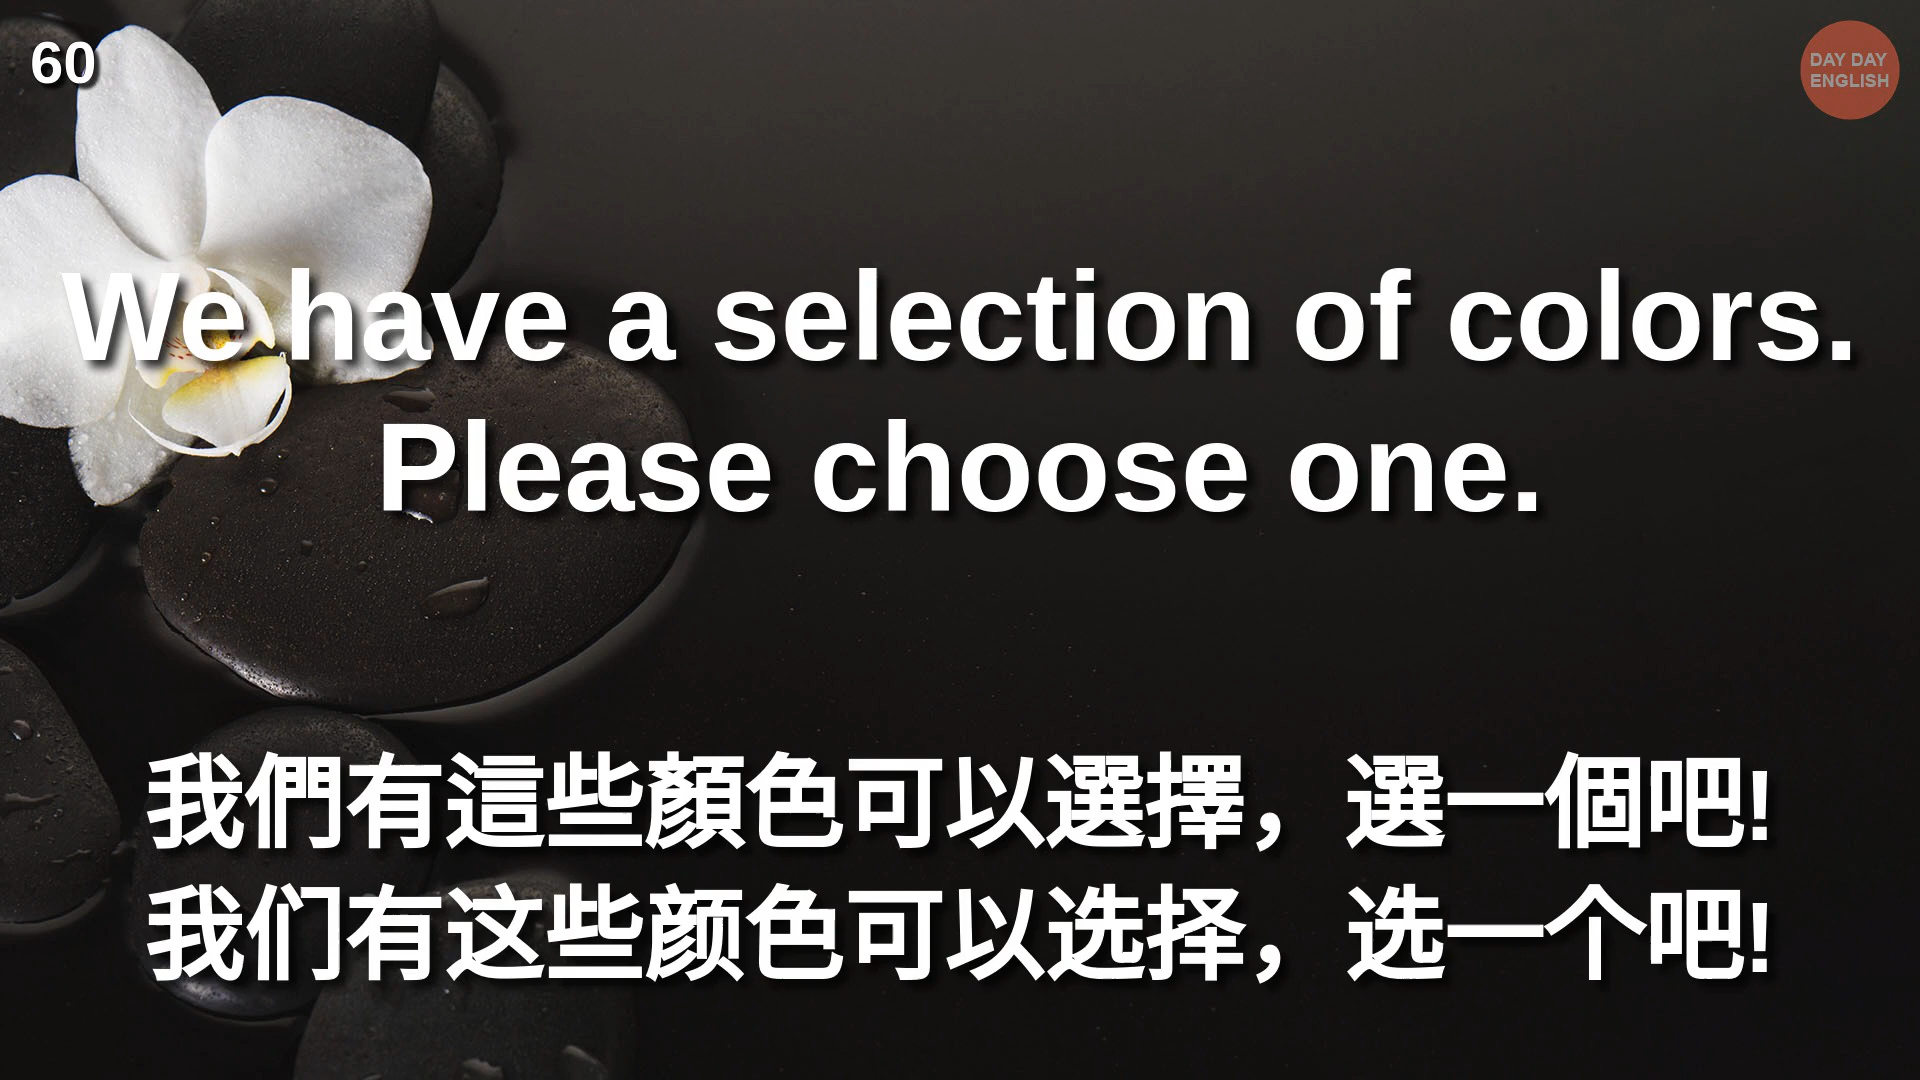 60
DAY DAY
ENGLISH
We have a selection of colors.
Please choose one.
我們有這些顏色可以選擇，選一個吧!
我们有这些颜色可以选择，选一个吧!